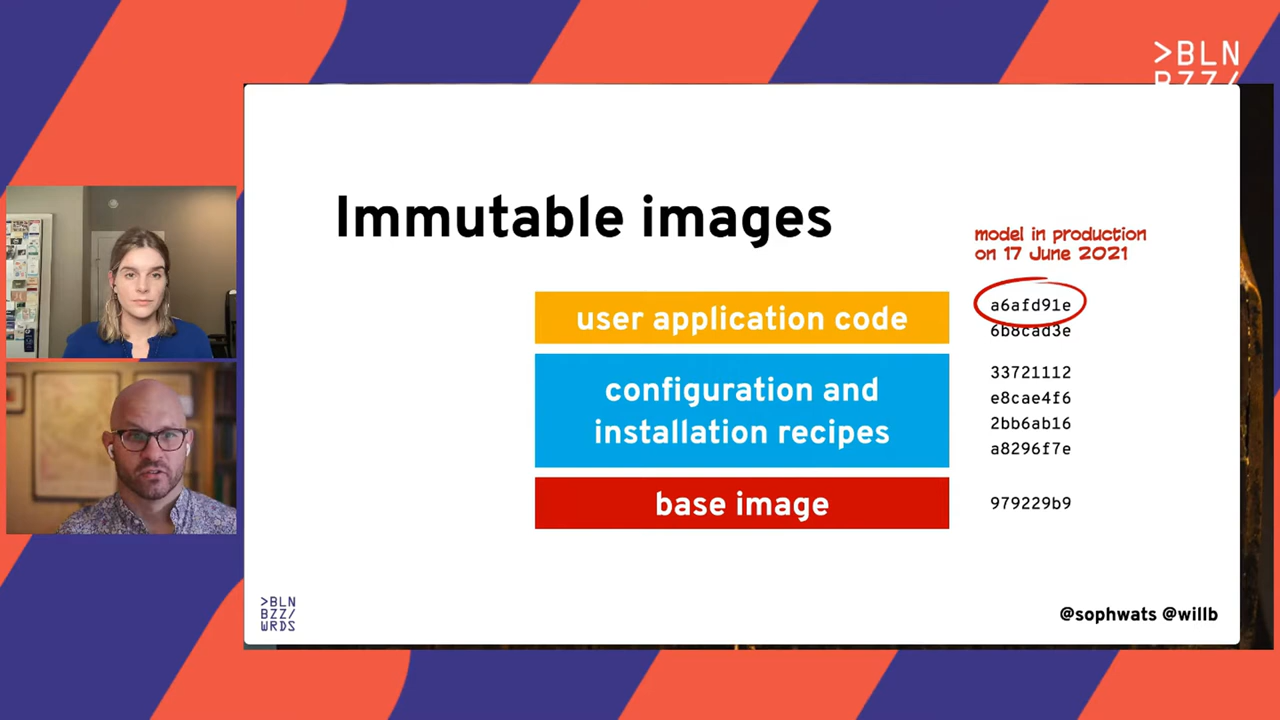 >BLN
BZZ/
Immutable images
model in production
on 17 June 2021
user application code
a6afd91e
6b8cad3e
configuration and
installation recipes
33721112
e8cae4f6
2bb6ab16
a8296f7e
base image
979229b9
>BLN
BZZ/
WRDS
@sophwats @willb